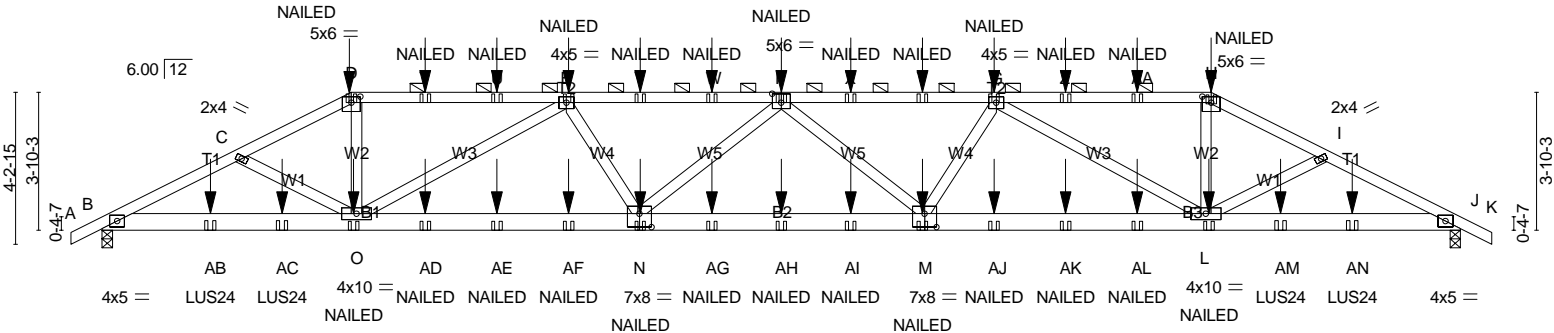 NAILED
5x6 =
NAILED
NAILED
NAILED
4x5 =
NAILED
NAILED
NAILED
5x6 =
NAILED
NAILED
4x5 =
NAILED
NAILED
NAILED
5x6 =
6.00 12
2x4 =
2x4 =
C
I
T1
T1
W1
W2
W3
W4
W5
W5
W4
W3
W2
W1
4-2-15
3-10-3
0-4-7
3-10-3
0-4-7
A
B
B1
B2
B3
J
K
AB
AC
O
AD
AE
AF
N
AG
AH
AI
M
AJ
AK
AL
L
AM
AN
4x5 =
LUS24
LUS24
4x10 =
NAILED
NAILED
NAILED
NAILED
7x8 =
NAILED
NAILED
NAILED
NAILED
7x8 =
NAILED
NAILED
NAILED
NAILED
4x10 =
NAILED
LUS24
LUS24
4x5 =